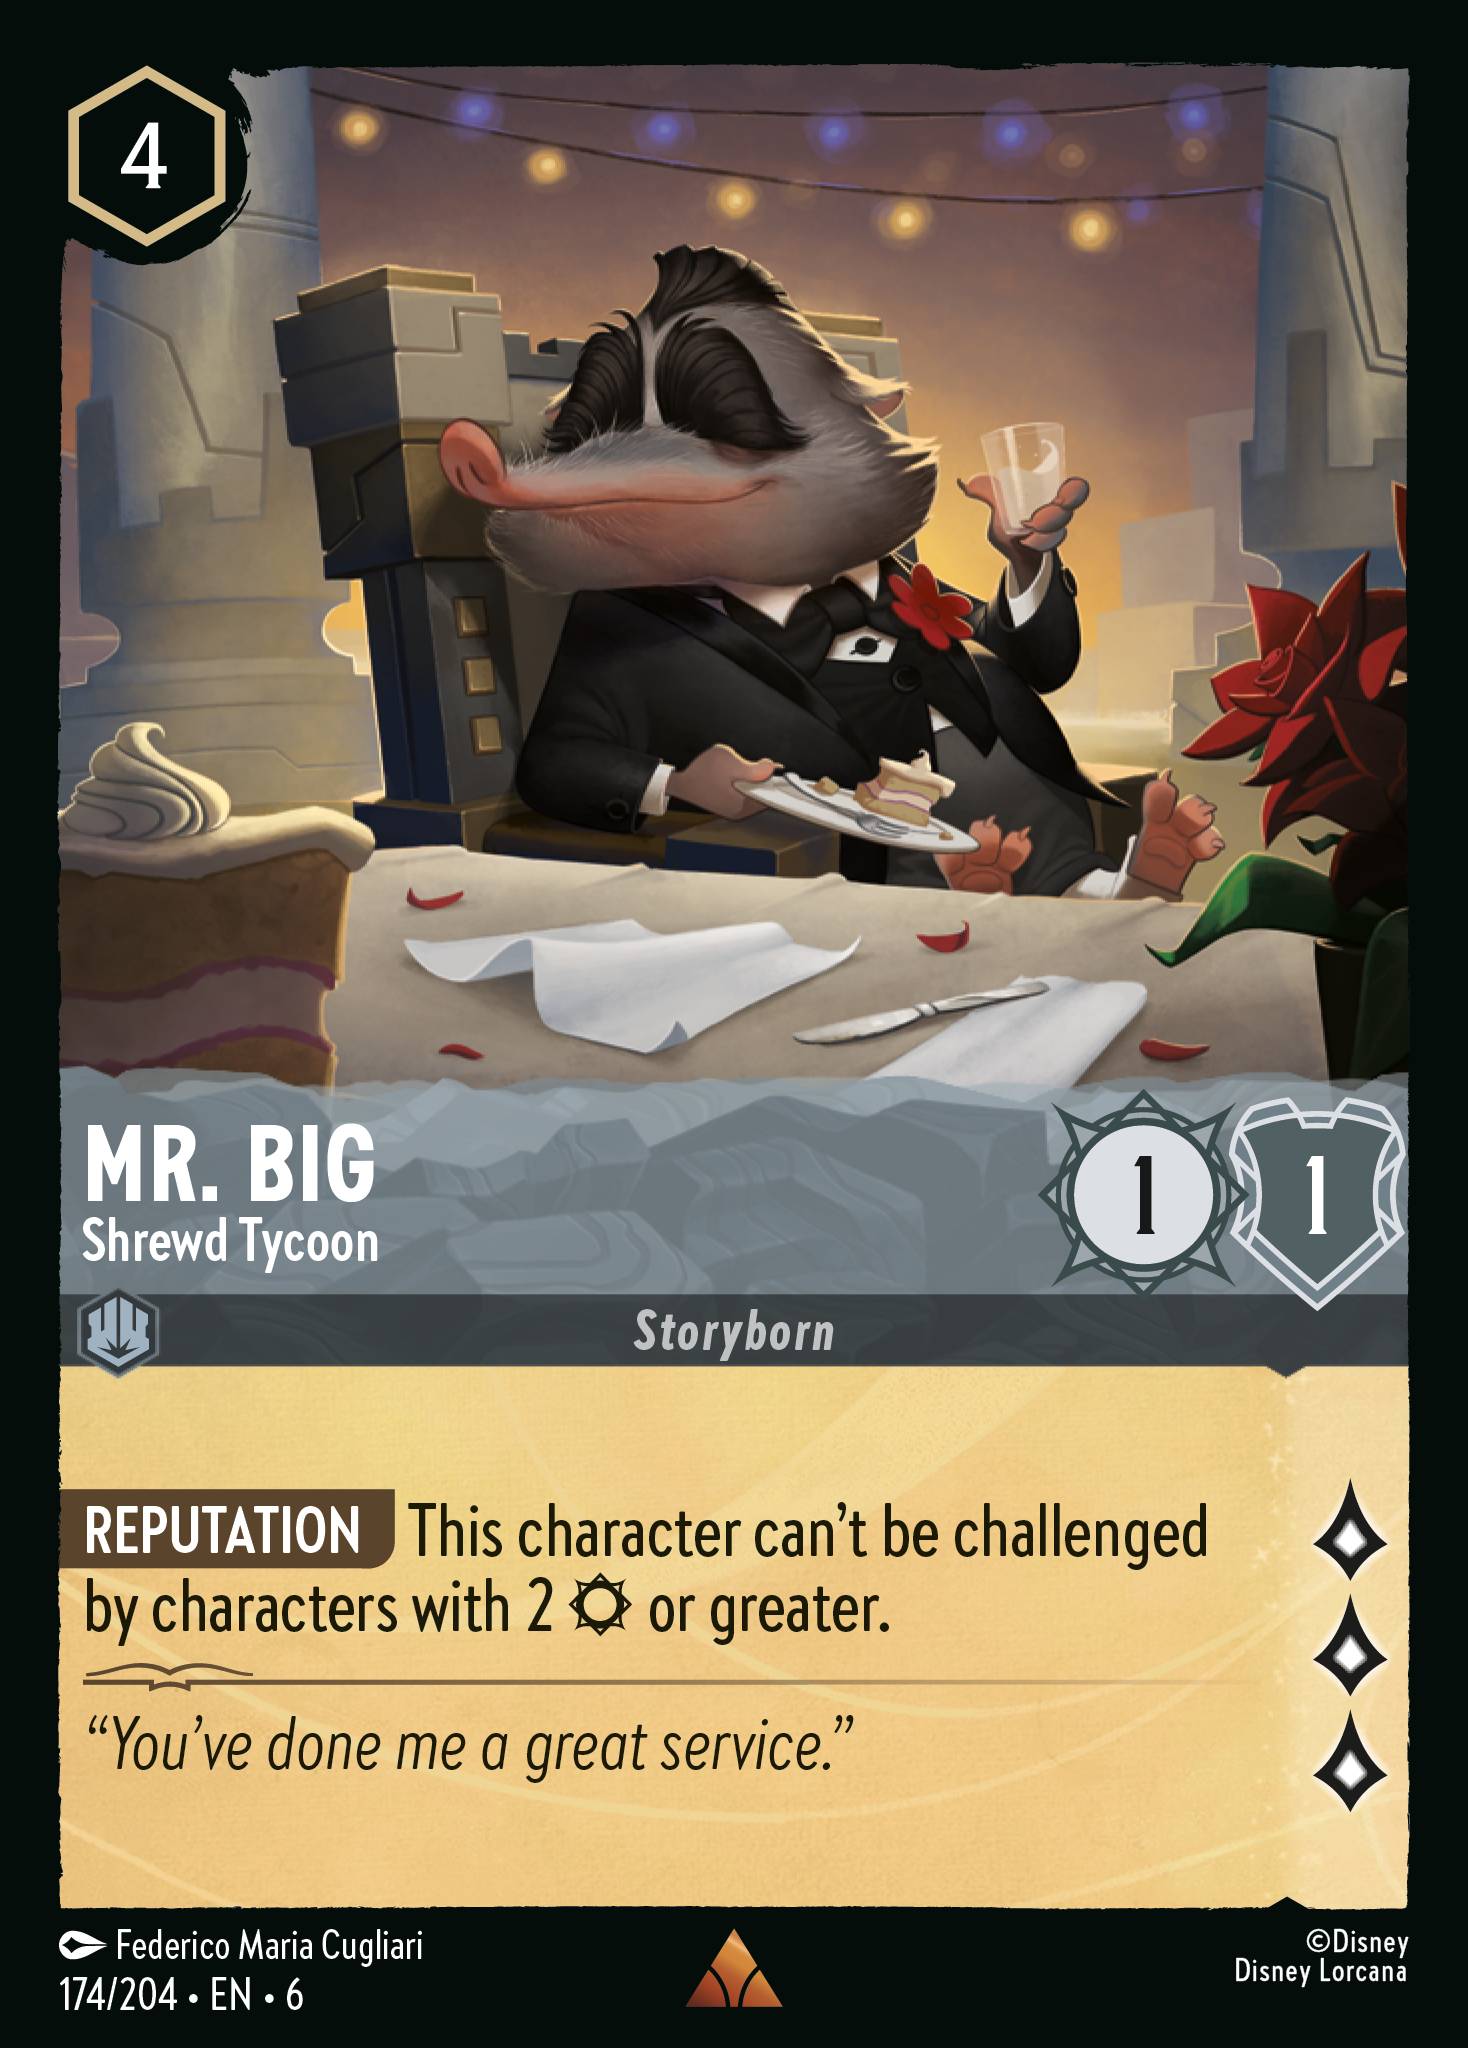 4
MR. BIG
Shrewd Tycoon
1 1
Storyborn
REPUTATION This character can’t be challenged
by characters with 2 or greater.
“You’ve done me a great service.”
Federico Maria Cugliari
174/204 • EN • 6
©Disney
Disney Lorcana